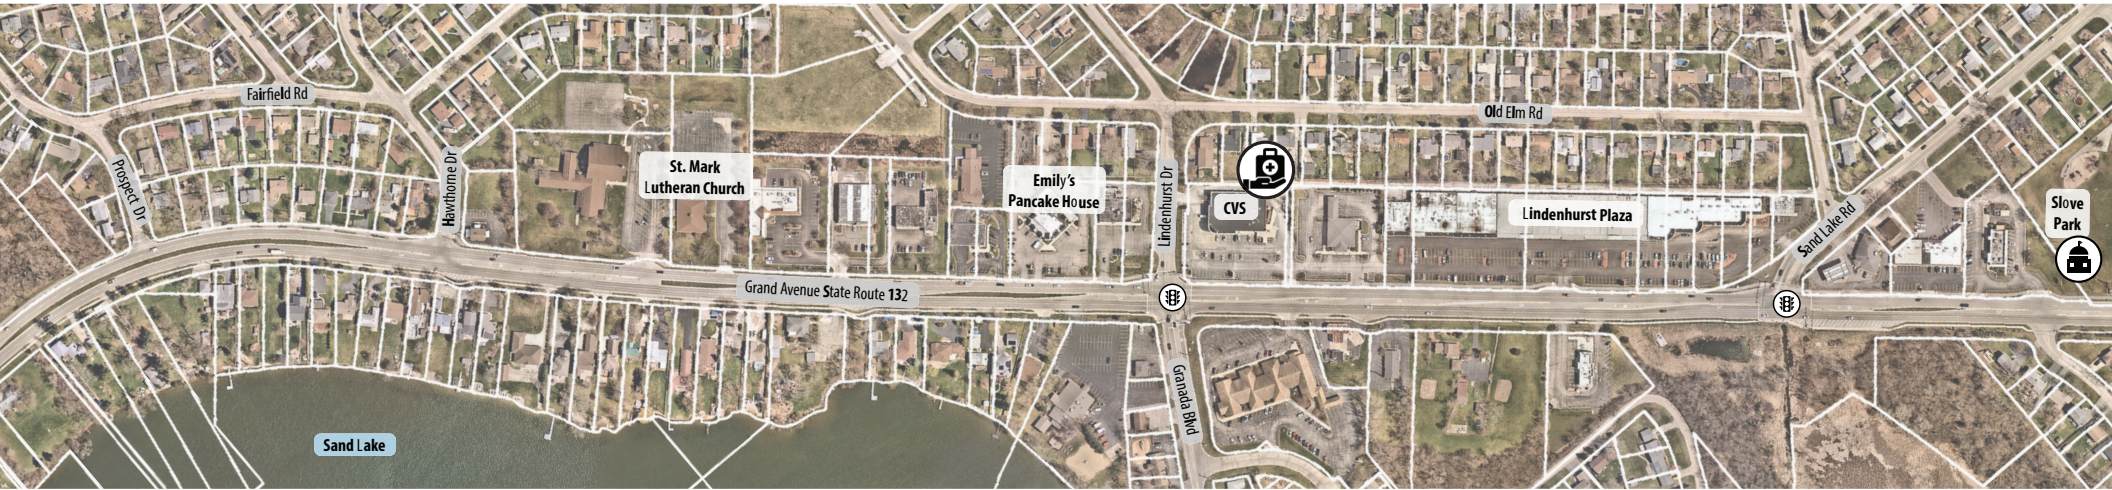 Fairfield Rd
Old Elm Rd
Prospect Dr
Hawthorne Dr
St. Mark
Lutheran Church
Emily's
Pancake House
Lindenhurst Dr
CVS
Lindenhurst Plaza
Sand Lake Rd
Slove
Park
Grand Avenue State Route 132
Granada Blvd
Sand Lake